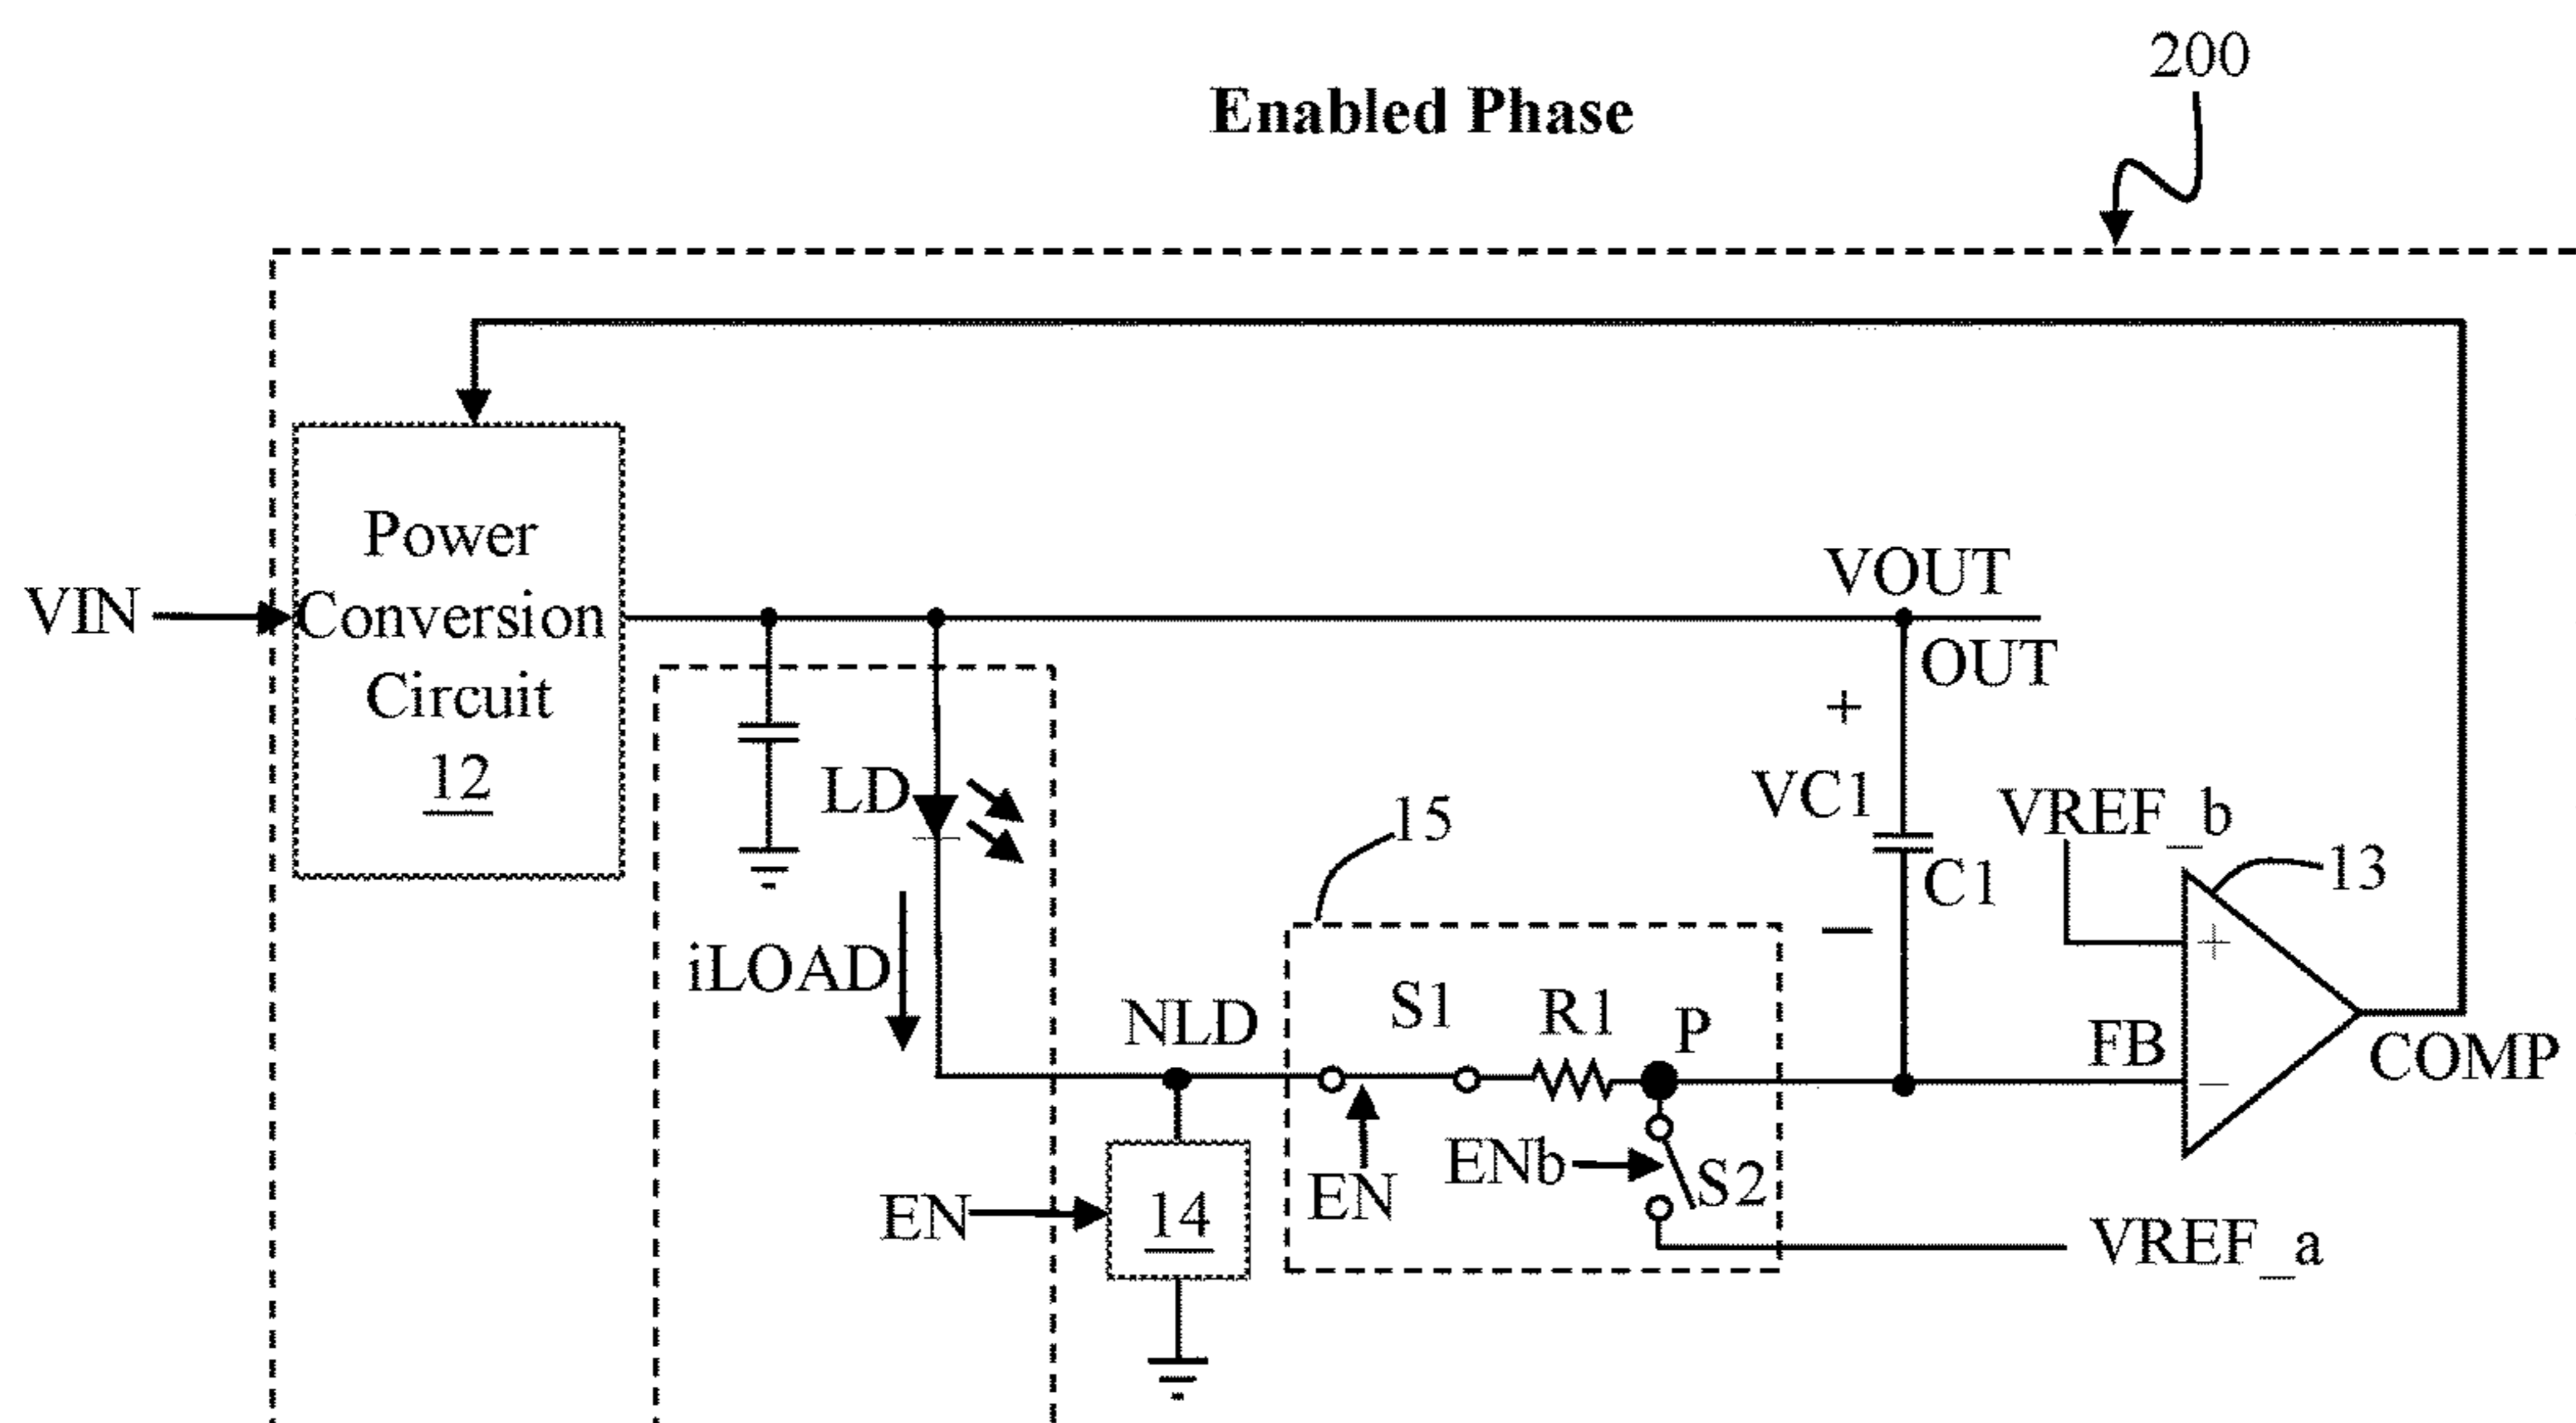 200
Enabled Phase
Power
Conversion
Circuit
12
VIN
VOUT
OUT
+
VC1
C1
−
LD
iLOAD
15
VREF_b
13
+
−
FB
COMP
NLD
S1
R1
P
EN
ENb
S2
EN
14
VREF_a